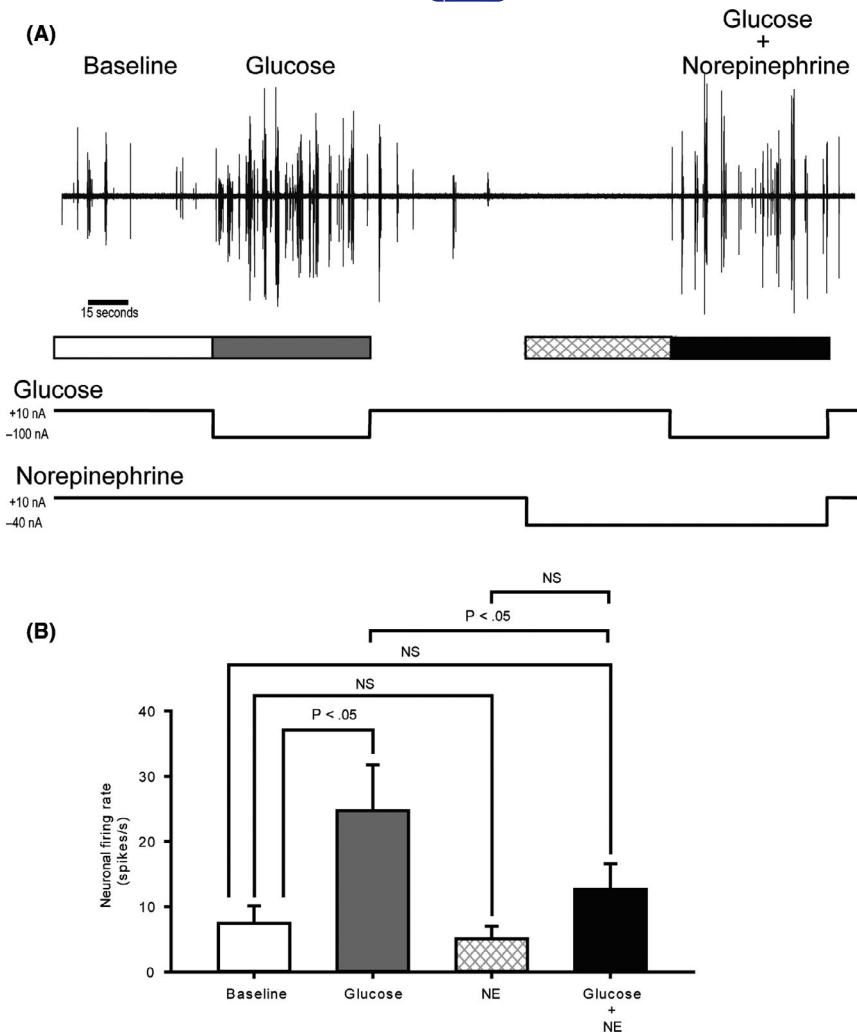 (A)
Baseline
Glucose
Glucose
+
Norepinephrine
15 seconds
Glucose
+10 nA
–100 nA
Norepinephrine
+10 nA
–40 nA
(B)
NS
P < .05
NS
NS
P < .05
Neuronal firing rate
(spikes/s)
40
30
20
10
0
Baseline
Glucose
NE
Glucose
+
NE